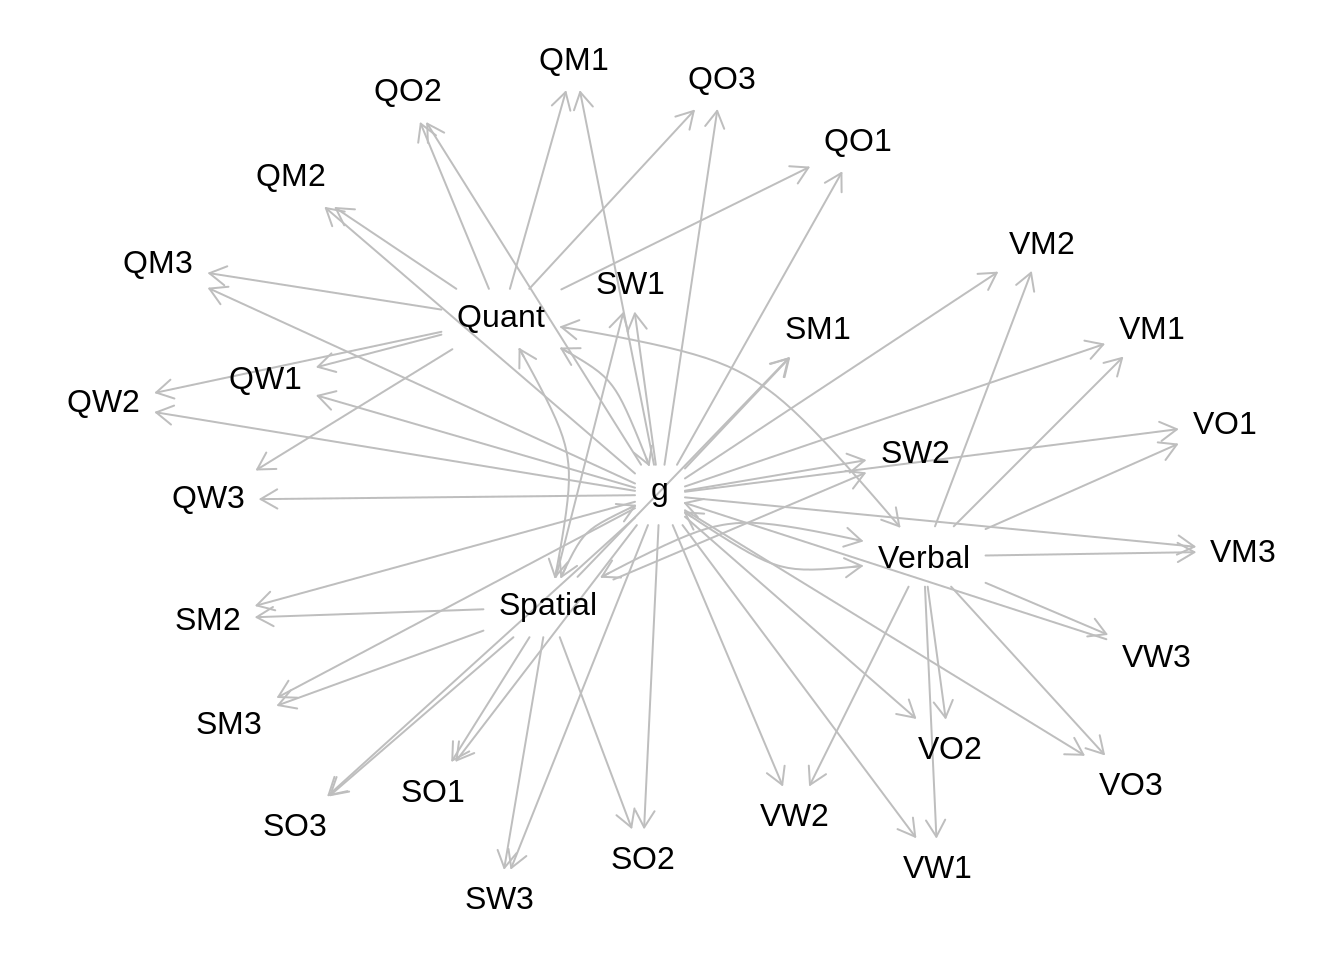 QM1
QO3
QO2
QO1
QM2
VM2
QM3
SW1
Quant
SM1
VM1
QW1
QW2
VO1
SW2
g
QW3
VM3
Verbal
Spatial
SM2
VW3
SM3
VO2
VO3
SO1
VW2
SO3
SO2
VW1
SW3